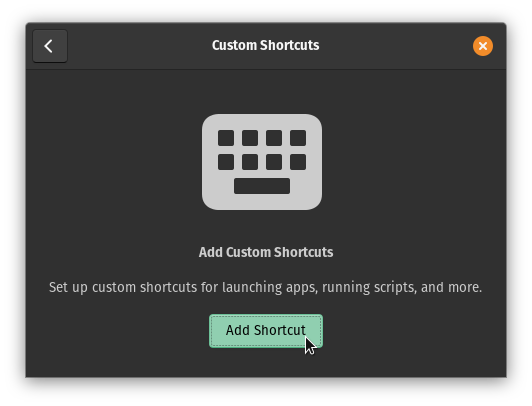 Custom Shortcuts
Add Custom Shortcuts
Set up custom shortcuts for launching apps, running scripts, and more.
Add Shortcut